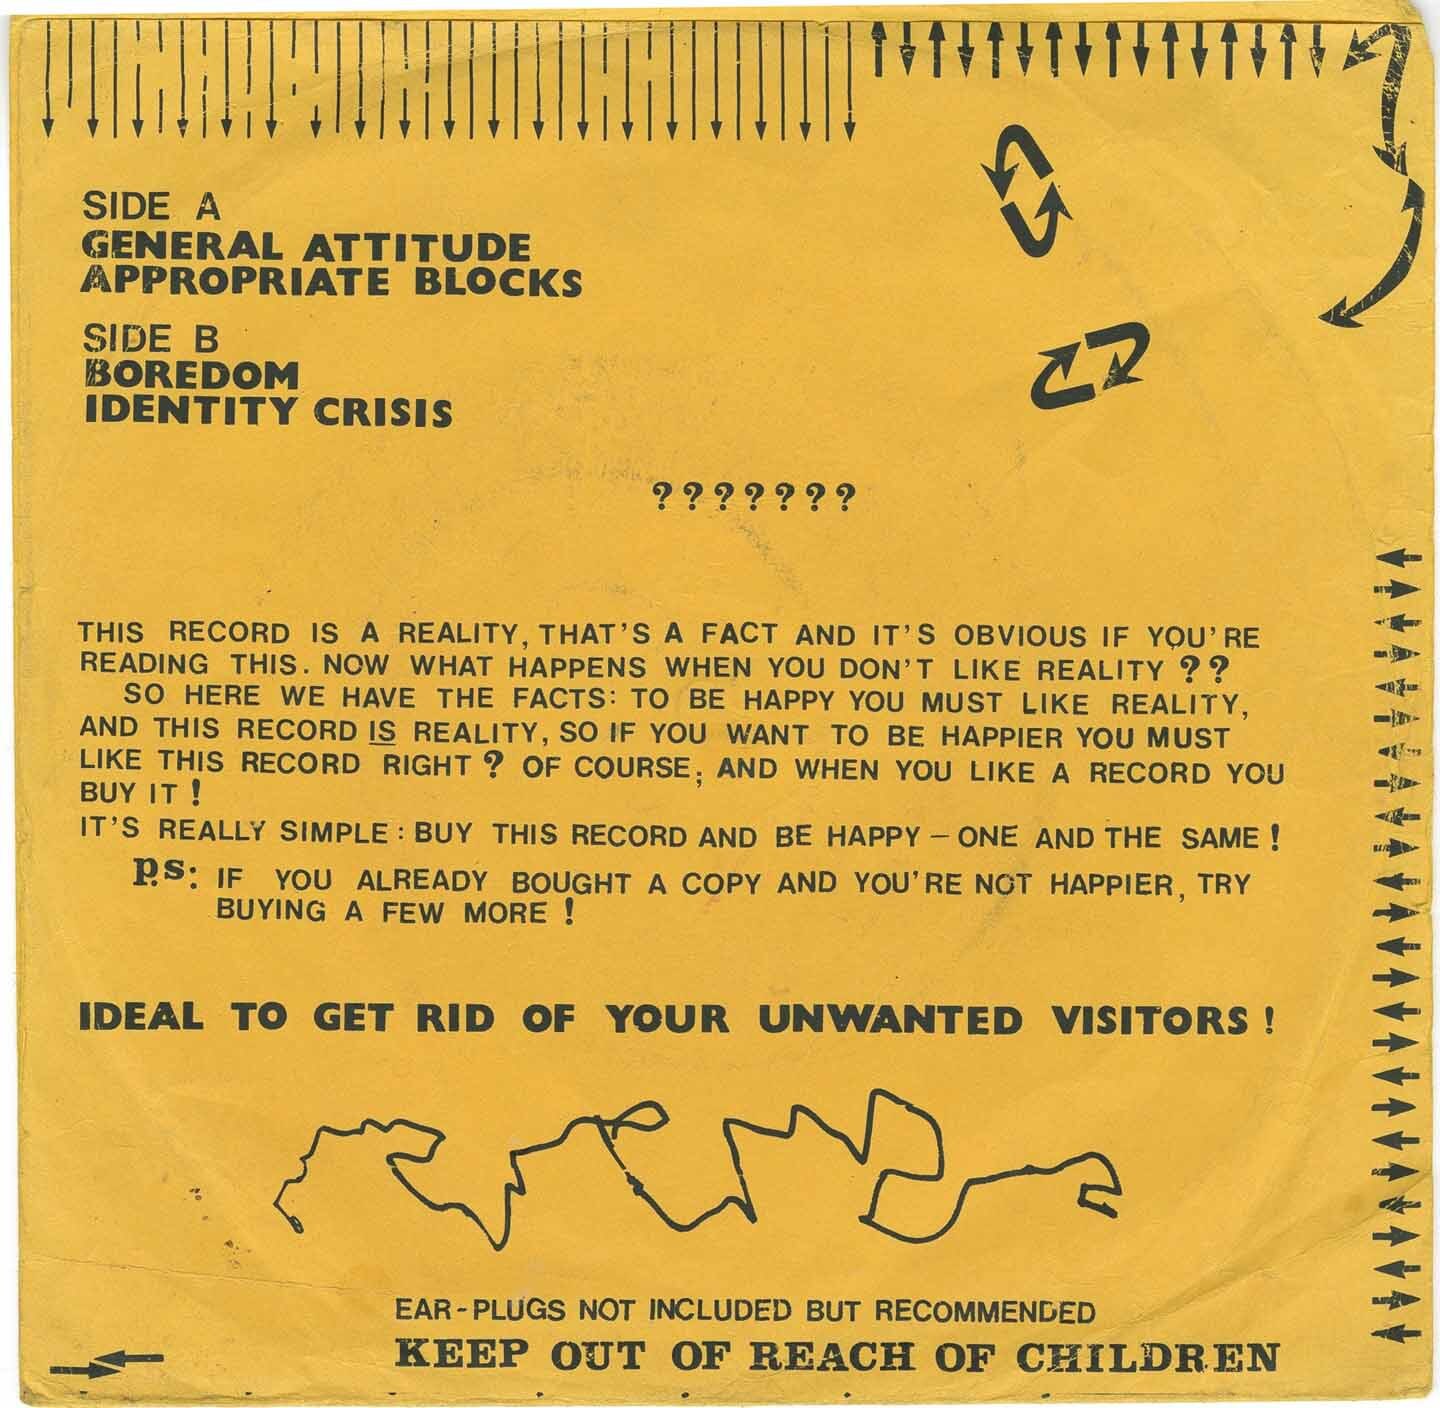 SIDE A
GENERAL ATTITUDE
APPROPRIATE BLOCKS
SIDE B
BOREDOM
IDENTITY CRISIS
???????
THIS RECORD IS A REALITY, THAT'S A FACT AND IT'S OBVIOUS IF YOU'RE
READING THIS. NOW WHAT HAPPENS WHEN YOU DON'T LIKE REALITY ??
SO HERE WE HAVE THE FACTS: TO BE HAPPY YOU MUST LIKE REALITY,
AND THIS RECORD IS REALITY, SO IF YOU WANT TO BE HAPPIER YOU MUST
LIKE THIS RECORD RIGHT ? OF COURSE; AND WHEN YOU LIKE A RECORD YOU
BUY IT !
IT'S REALLY SIMPLE : BUY THIS RECORD AND BE HAPPY — ONE AND THE SAME !
p.s: IF YOU ALREADY BOUGHT A COPY AND YOU'RE NOT HAPPIER, TRY
BUYING A FEW MORE !
IDEAL TO GET RID OF YOUR UNWANTED VISITORS !
EAR-PLUGS NOT INCLUDED BUT RECOMMENDED
KEEP OUT OF REACH OF CHILDREN